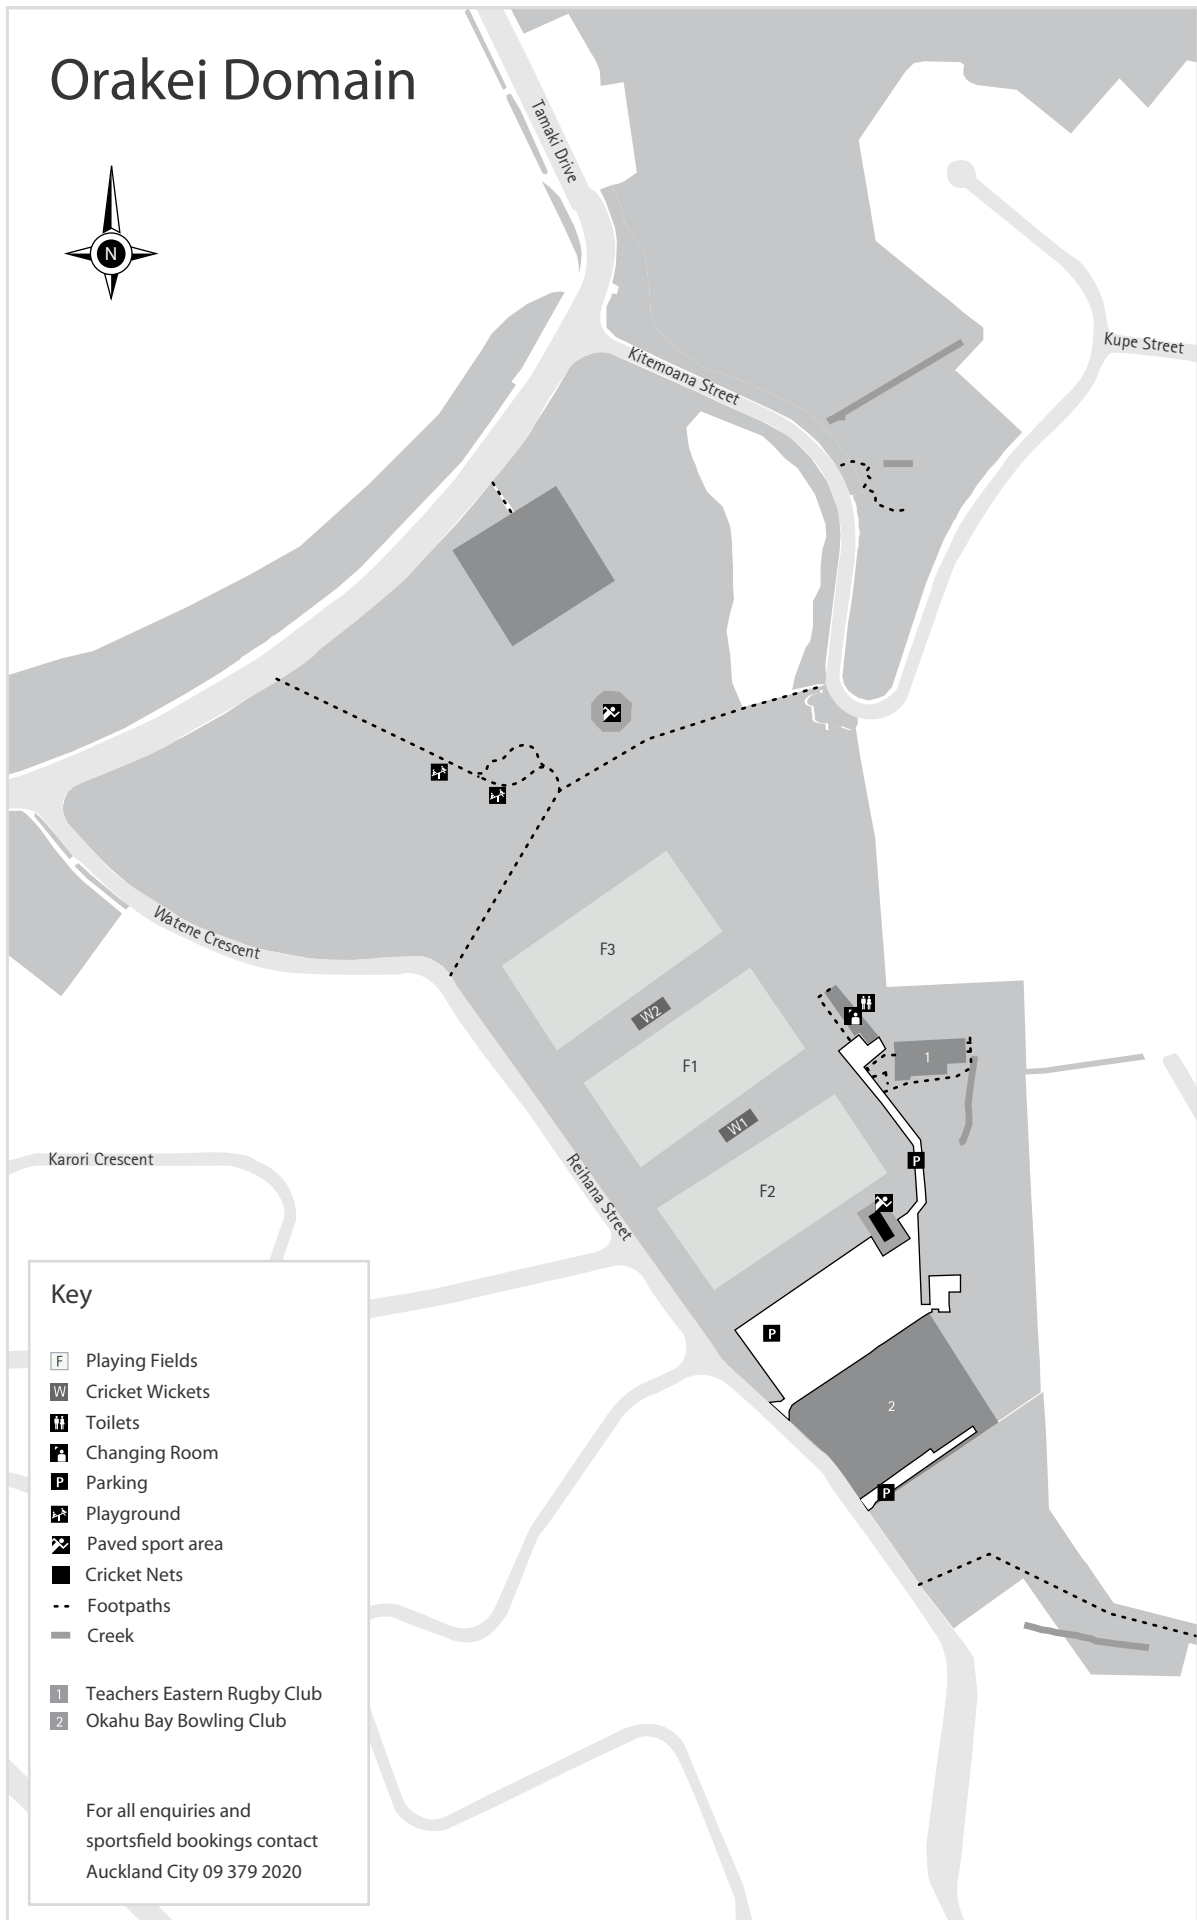 Orakei Domain
N
Tamaki Drive
Kitemoana Street
Kupe Street
Watene Crescent
F3
W2
F1
1
W1
Karori Crescent
P
Reihana Street
F2
P
2
P
Key
F Playing Fields
W Cricket Wickets
Toilets
Changing Room
P Parking
Playground
Paved sport area
Cricket Nets
Footpaths
Creek
1 Teachers Eastern Rugby Club
2 Okahu Bay Bowling Club
For all enquiries and
sportsfield bookings contact
Auckland City 09 379 2020